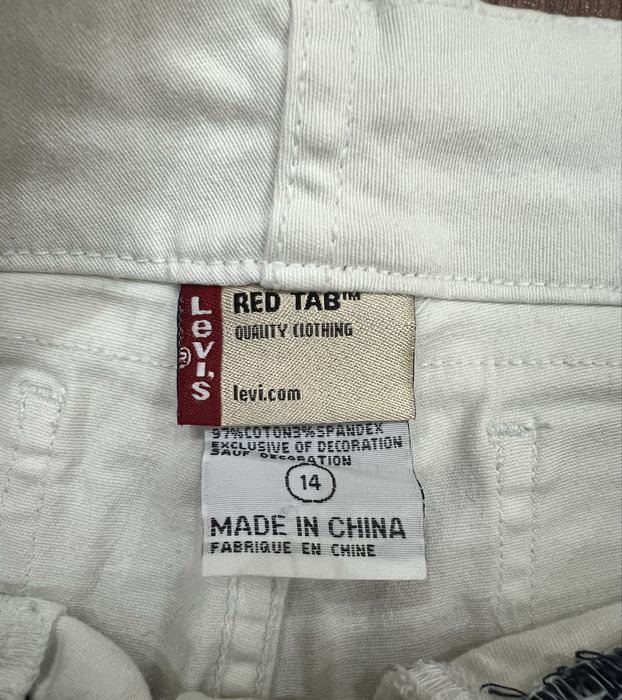 Levi's®
RED TAB™
QUALITY CLOTHING
levi.com
97%COTON3%SPANDEX
EXCLUSIVE OF DECORATION
SAUF DECORATION
14
MADE IN CHINA
FABRIQUE EN CHINE